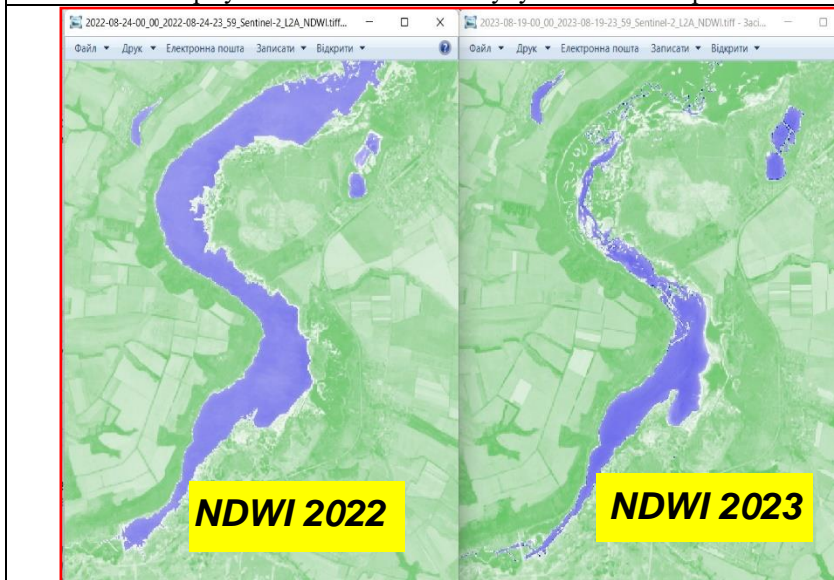 2022-08-24-00_00_2022-08-24-23_59_Sentinel-2_L2A_NDWI.tiff...
Файл Друк Електронна пошта Записати Відкрити
2023-08-19-00_00_2023-08-19-23_59_Sentinel-2_L2A_NDWI.tiff - Засі...
Файл Друк Електронна пошта Записати Відкрити
NDWI 2022
NDWI 2023